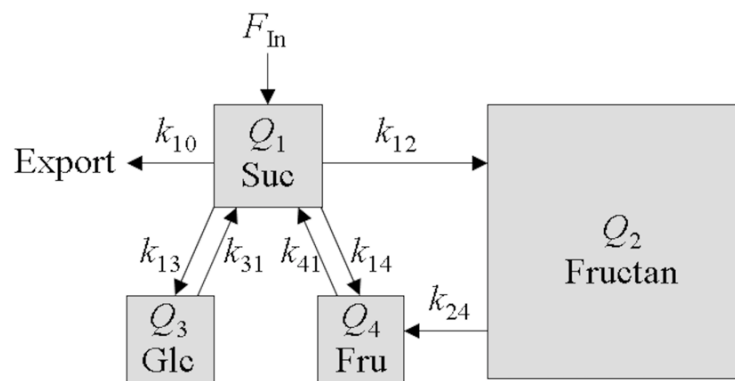 F_In
k_10
Export
Q_1
Suc
k_12
k_13
k_31
k_41
k_14
Q_2
Fructan
k_24
Q_3
Glc
Q_4
Fru